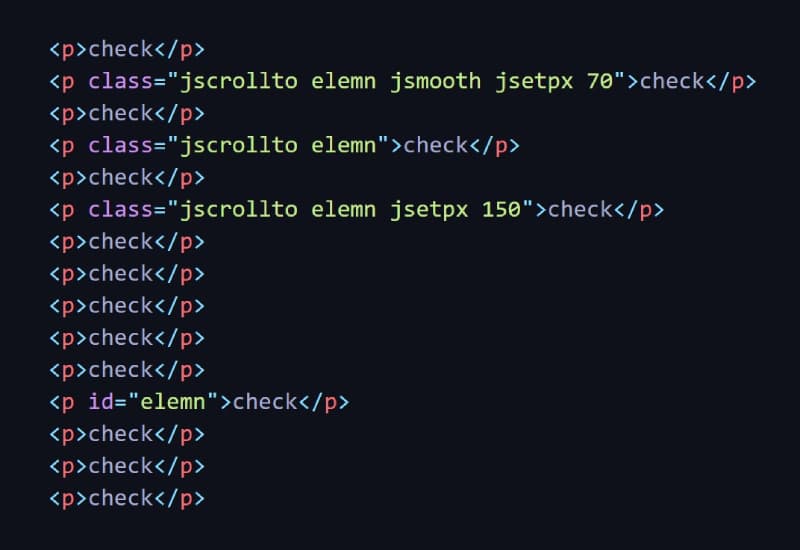 <p>check</p>
<p class="jscrollto elemn jsmooth jsetpx 70">check</p>
<p>check</p>
<p class="jscrollto elemn">check</p>
<p>check</p>
<p class="jscrollto elemn jsetpx 150">check</p>
<p>check</p>
<p>check</p>
<p>check</p>
<p>check</p>
<p>check</p>
<p id="elemn">check</p>
<p>check</p>
<p>check</p>
<p>check</p>